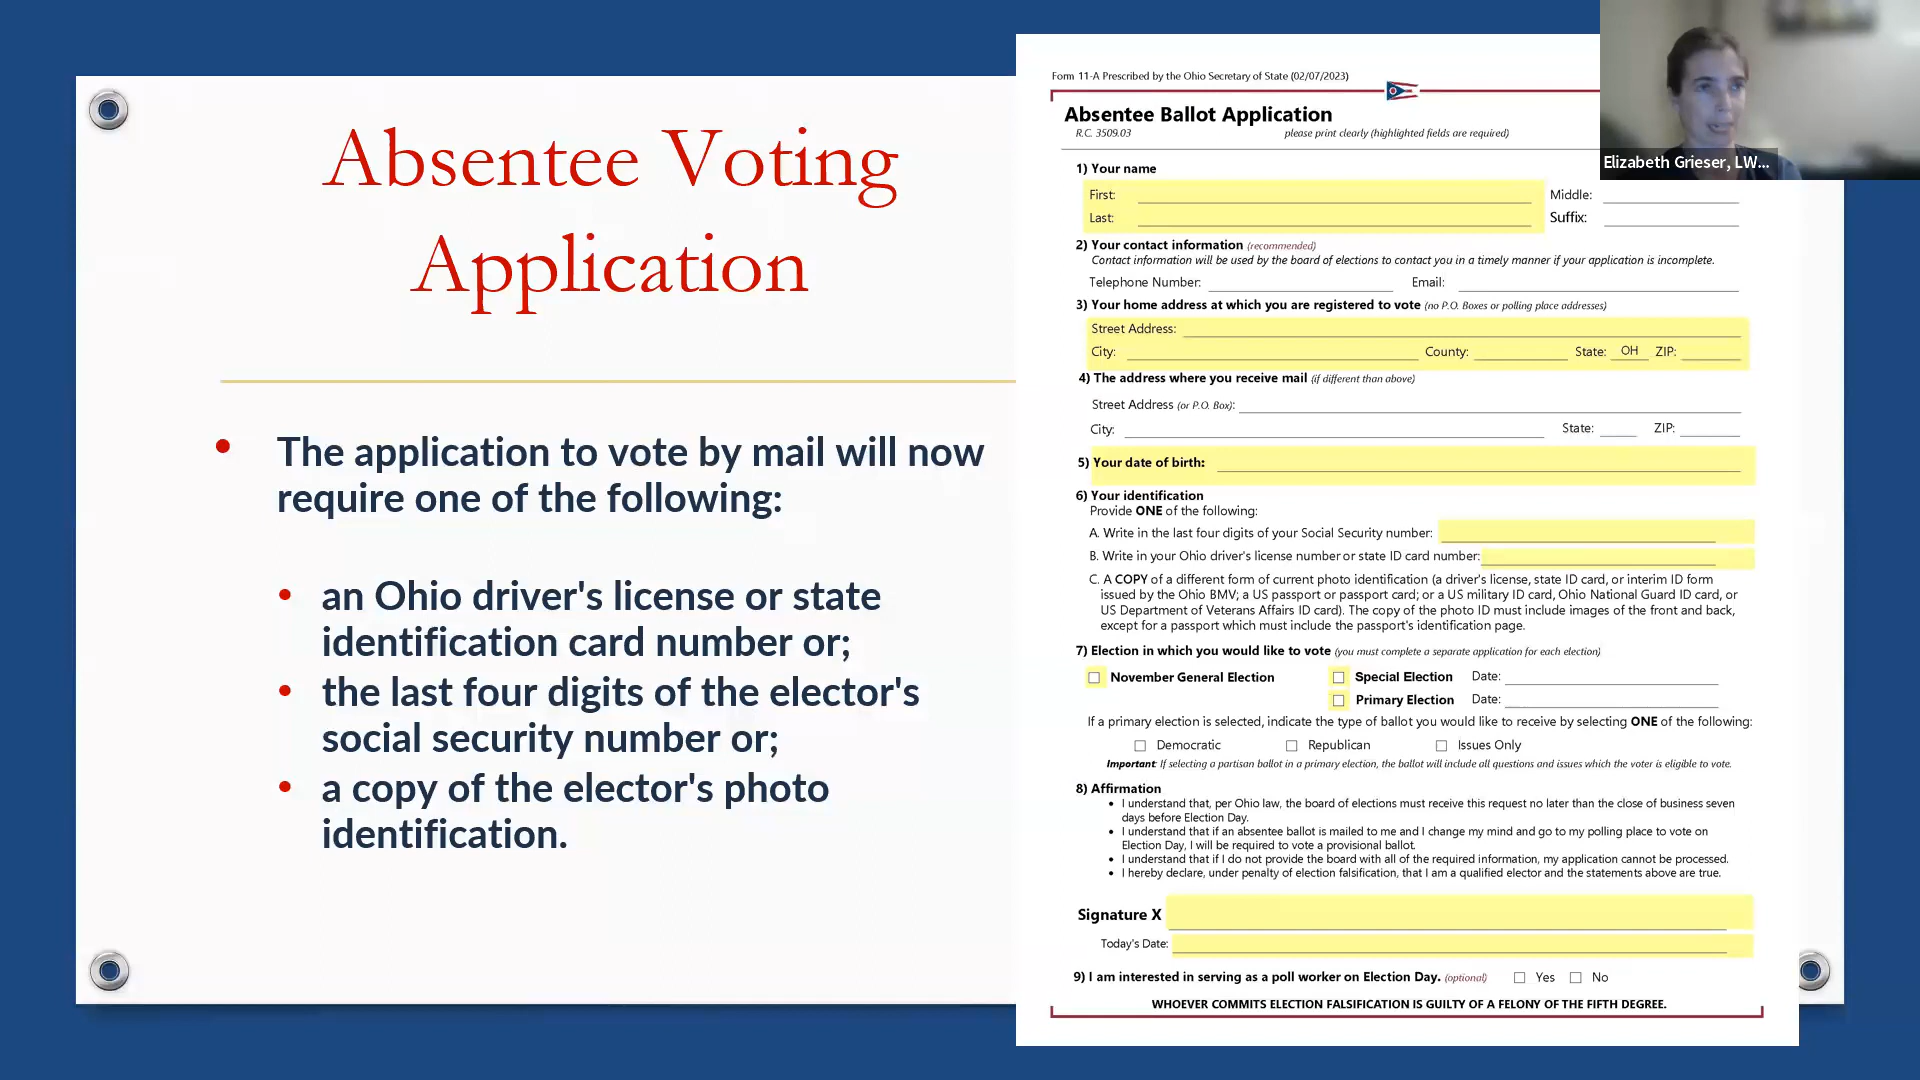 Absentee Voting
Application
• The application to vote by mail will now
require one of the following:
• an Ohio driver's license or state
identification card number or;
• the last four digits of the elector's
social security number or;
• a copy of the elector's photo
identification.
Form 11-A Prescribed by the Ohio Secretary of State (02/07/2023)
Absentee Ballot Application
R.C. 3509.03 please print clearly (highlighted fields are required)
1) Your name
First: Middle:
Last: Suffix:
2) Your contact information (recommended)
Contact information will be used by the board of elections to contact you in a timely manner if your application is incomplete.
Telephone Number: Email:
3) Your home address at which you are registered to vote (no P.O. Boxes or polling place addresses)
Street Address:
City: County: State: OH ZIP:
4) The address where you receive mail (if different than above)
Street Address (or P.O. Box):
City: State: ZIP:
5) Your date of birth:
6) Your identification
Provide ONE of the following:
A. Write in the last four digits of your Social Security number:
B. Write in your Ohio driver's license number or state ID card number:
C. A COPY of a different form of current photo identification (a driver's license, state ID card, or interim ID form
issued by the Ohio BMV; a US passport or passport card; or a US military ID card, Ohio National Guard ID card, or
US Department of Veterans Affairs ID card). The copy of the photo ID must include images of the front and back,
except for a passport which must include the passport's identification page.
7) Election in which you would like to vote (you must complete a separate application for each election)
☐ November General Election ☐ Special Election Date:
☐ Primary Election Date:
If a primary election is selected, indicate the type of ballot you would like to receive by selecting ONE of the following:
☐ Democratic ☐ Republican ☐ Issues Only
Important: If selecting a partisan ballot in a primary election, the ballot will include all questions and issues which the voter is eligible to vote.
8) Affirmation
• I understand that, per Ohio law, the board of elections must receive this request no later than the close of business seven
days before Election Day.
• I understand that if an absentee ballot is mailed to me and I change my mind and go to my polling place to vote on
Election Day, I will be required to vote a provisional ballot.
• I understand that if I do not provide the board with all of the required information, my application cannot be processed.
• I hereby declare, under penalty of election falsification, that I am a qualified elector and the statements above are true.
Signature X
Today's Date:
9) I am interested in serving as a poll worker on Election Day. (optional) ☐ Yes ☐ No
WHOEVER COMMITS ELECTION FALSIFICATION IS GUILTY OF A FELONY OF THE FIFTH DEGREE.
Elizabeth Grieser, LW...